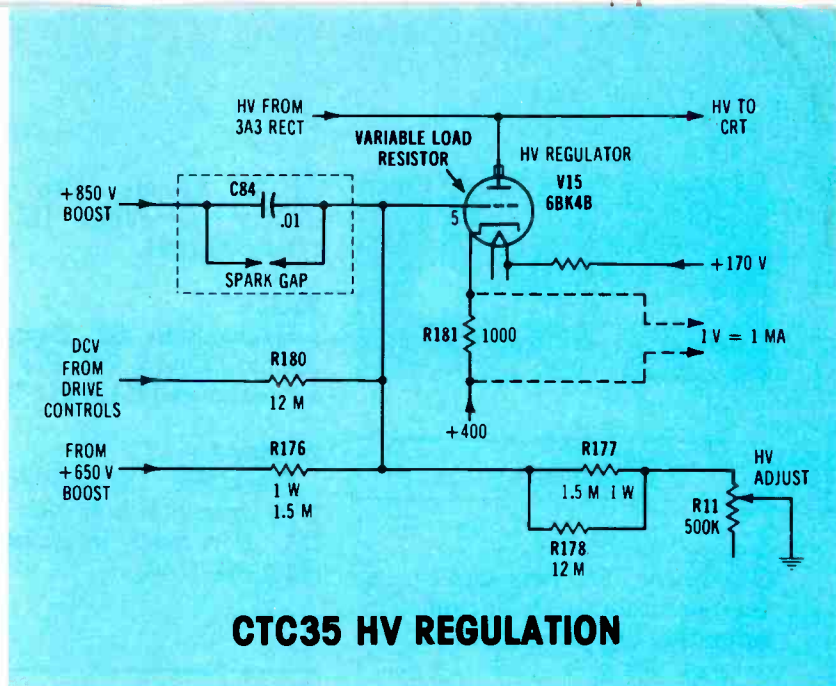 HV FROM
3A3 RECT
HV TO
CRT
VARIABLE LOAD
RESISTOR
HV REGULATOR
V15
6BK4B
+850 V
BOOST
C84
.01
5
SPARK GAP
+170 V
R181 1000
1 V = 1 MA
DCV
FROM
DRIVE
CONTROLS
R180
12 M
+400
FROM
+650 V
BOOST
R176
1 W
1.5 M
R177
1.5 M 1 W
R178
12 M
HV
ADJUST
R11
500K
CTC35 HV REGULATION